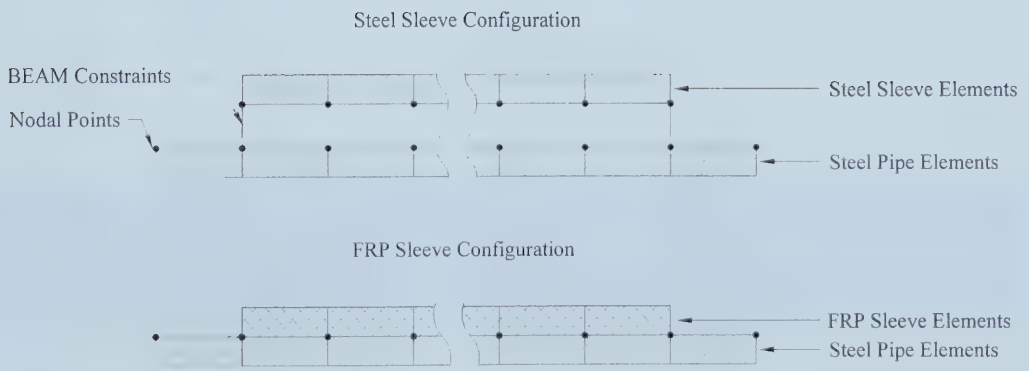 Steel Sleeve Configuration
BEAM Constraints
Nodal Points
Steel Sleeve Elements
Steel Pipe Elements
FRP Sleeve Configuration
FRP Sleeve Elements
Steel Pipe Elements